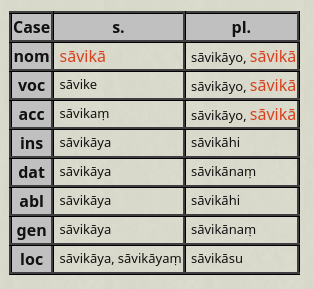 Case s. pl.
nom sāvikā sāvikāyo, sāvikā
voc sāvike sāvikāyo, sāvikā
acc sāvikaṃ sāvikāyo, sāvikā
ins sāvikāya sāvikāhi
dat sāvikāya sāvikānaṃ
abl sāvikāya sāvikāhi
gen sāvikāya sāvikānaṃ
loc sāvikāya, sāvikāyaṃ sāvikāsu